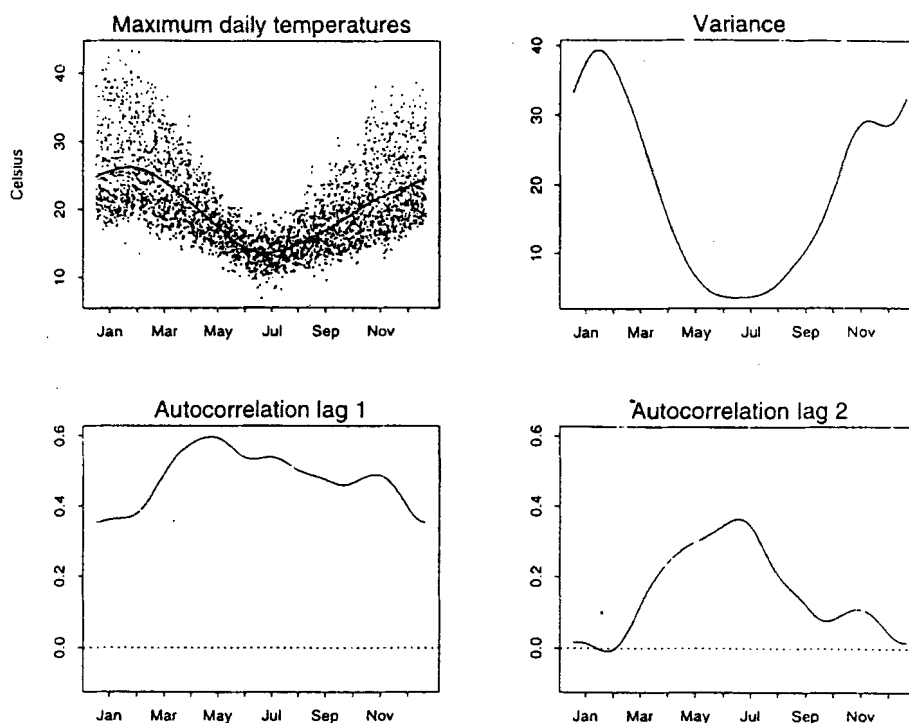 Maximum daily temperatures
Celsius
40
30
20
10
Jan Mar May Jul Sep Nov
Variance
40
30
20
10
Jan Mar May Jul Sep Nov
Autocorrelation lag 1
0.6
0.4
0.2
0.0
Jan Mar May Jul Sep Nov
Autocorrelation lag 2
0.6
0.4
0.2
0.0
Jan Mar May Jul Sep Nov